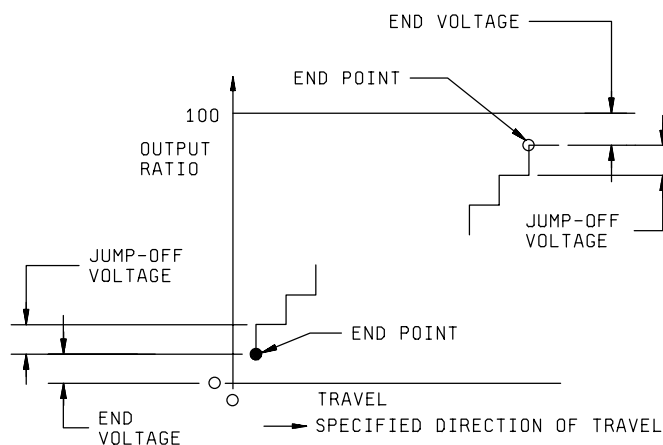 END VOLTAGE
END POINT
100
OUTPUT
RATIO
JUMP-OFF
VOLTAGE
JUMP-OFF
VOLTAGE
END POINT
TRAVEL
END
VOLTAGE
SPECIFIED DIRECTION OF TRAVEL